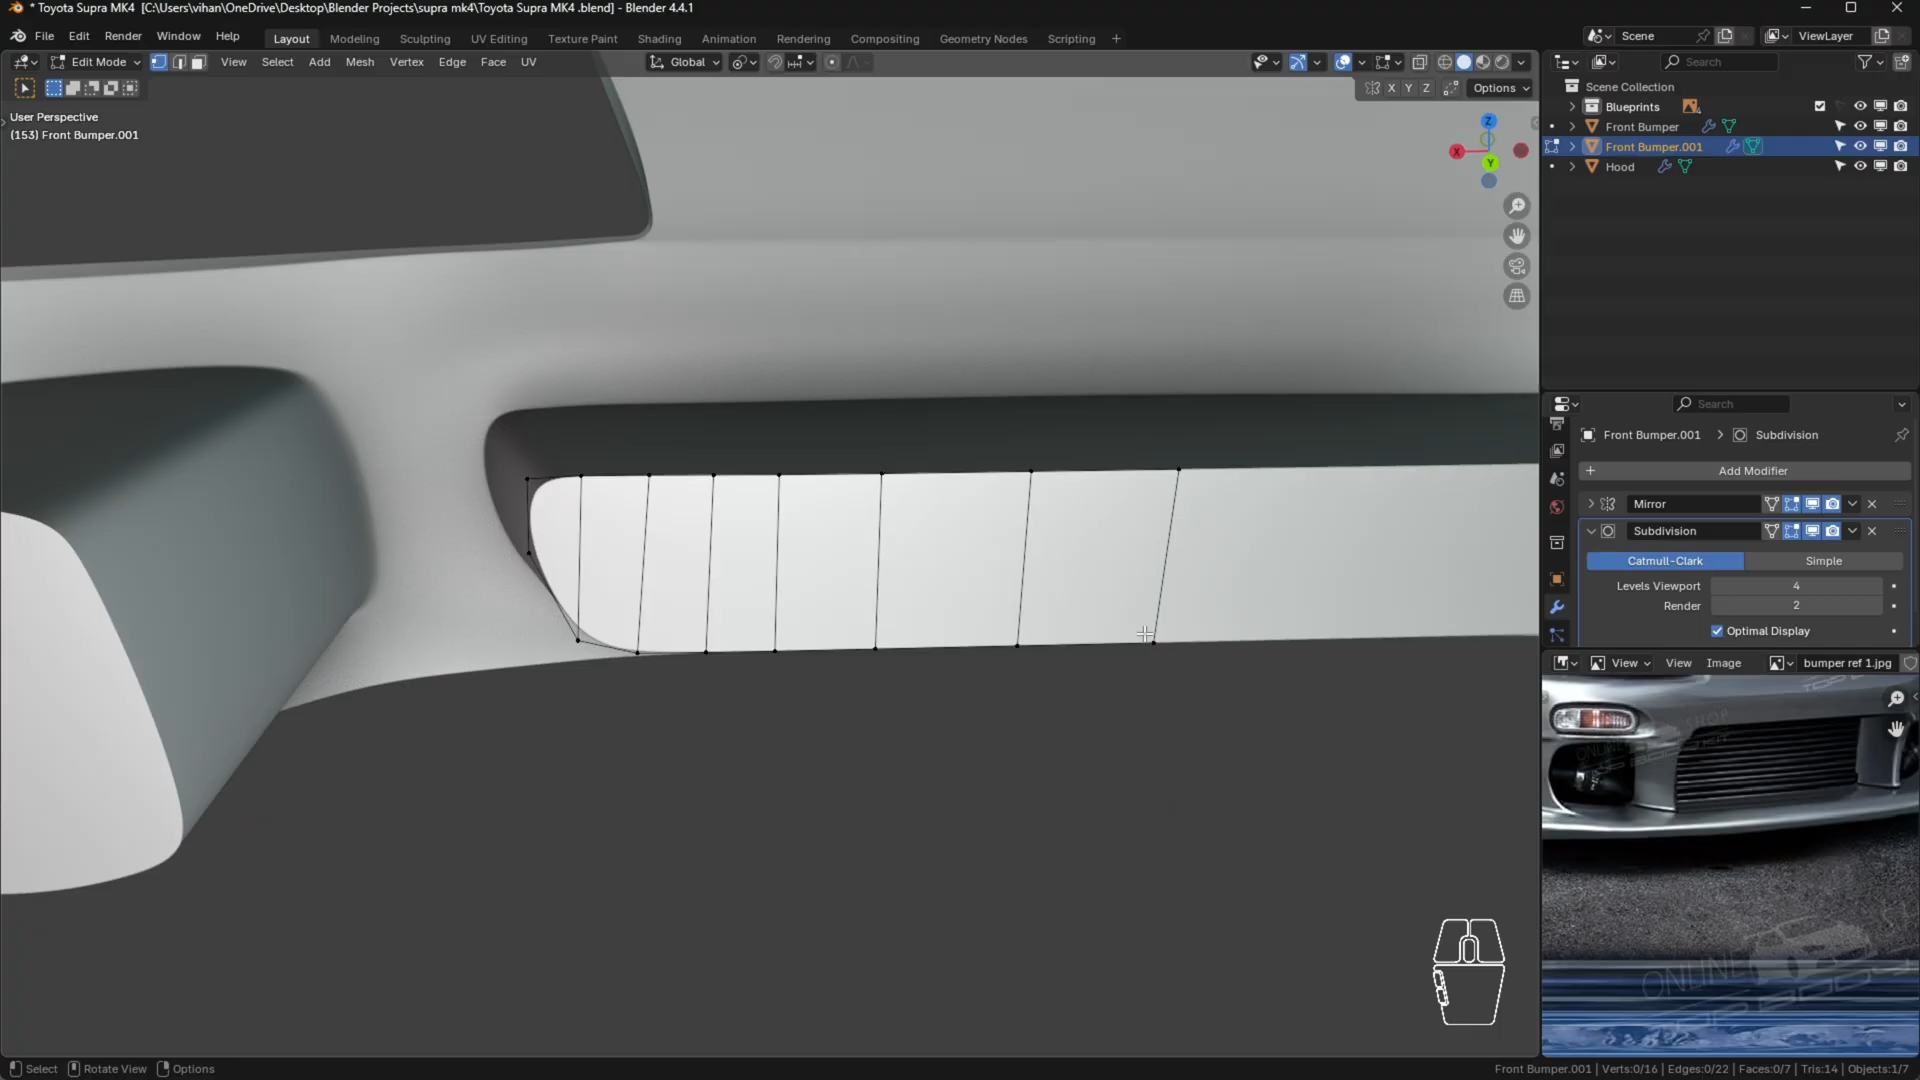 * Toyota Supra MK4 [C:\Users\vihan\OneDrive\Desktop\Blender Projects\supra mk4\Toyota Supra MK4 .blend] - Blender 4.4.1
File Edit Render Window Help
Layout Modeling Sculpting UV Editing Texture Paint Shading Animation Rendering Compositing Geometry Nodes Scripting +
Scene ViewLayer
Edit Mode View Select Add Mesh Vertex Edge Face UV
Global
Search
X Y Z Options
User Perspective
(153) Front Bumper.001
Z
X
Y
Scene Collection
Blueprints
Front Bumper
Front Bumper.001
Hood
Search
Front Bumper.001 > Subdivision
+ Add Modifier
Mirror
Subdivision
Catmull-Clark Simple
Levels Viewport 4
Render 2
Optimal Display
View View Image bumper ref 1.jpg
ONLINE
Select Rotate View Options
Front Bumper.001 | Verts:0/16 | Edges:0/22 | Faces:0/7 | Tris:14 | Objects:1/7